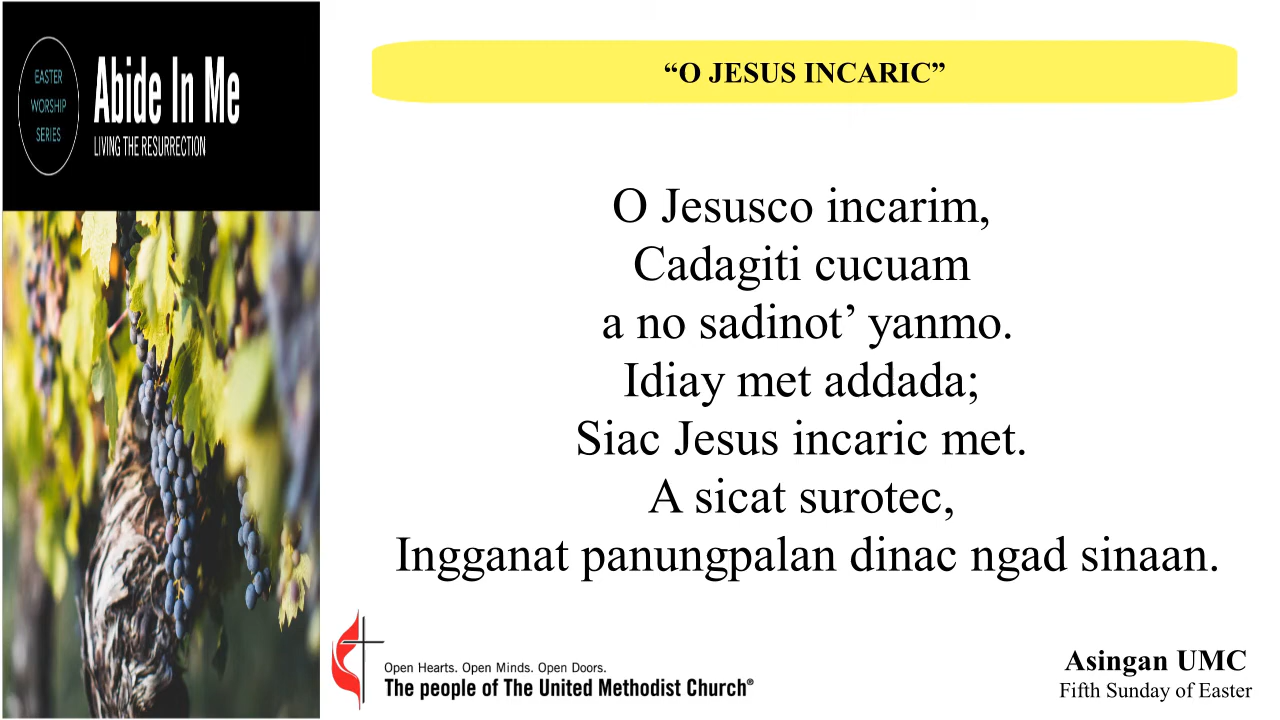 EASTER
WORSHIP
SERIES
Abide In Me
LIVING THE RESURRECTION
“O JESUS INCARIC”
O Jesusco incarim,
Cadagiti cucuam
a no sadinot’ yanmo.
Idiay met addada;
Siac Jesus incaric met.
A sicat surotec,
Ingganat panungpalan dinac ngad sinaan.
Open Hearts. Open Minds. Open Doors.
The people of The United Methodist Church®
Asingan UMC
Fifth Sunday of Easter